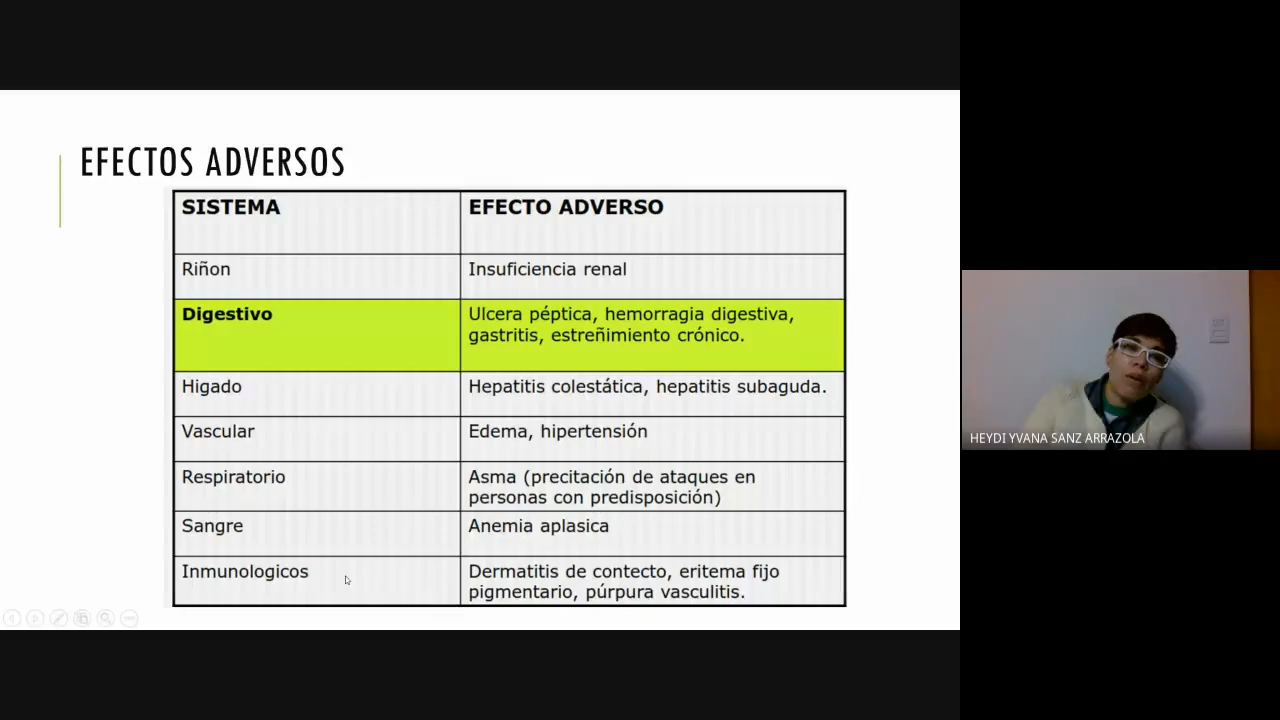 EFECTOS ADVERSOS
SISTEMA
EFECTO ADVERSO
Riñon
Insuficiencia renal
Digestivo
Ulcera péptica, hemorragia digestiva,
gastritis, estreñimiento crónico.
Higado
Hepatitis colestática, hepatitis subaguda.
Vascular
Edema, hipertensión
Respiratorio
Asma (precitación de ataques en
personas con predisposición)
Sangre
Anemia aplasica
Inmunologicos
Dermatitis de contecto, eritema fijo
pigmentario, púrpura vasculitis.
HEYDI YVANA SANZ ARRAZOLA